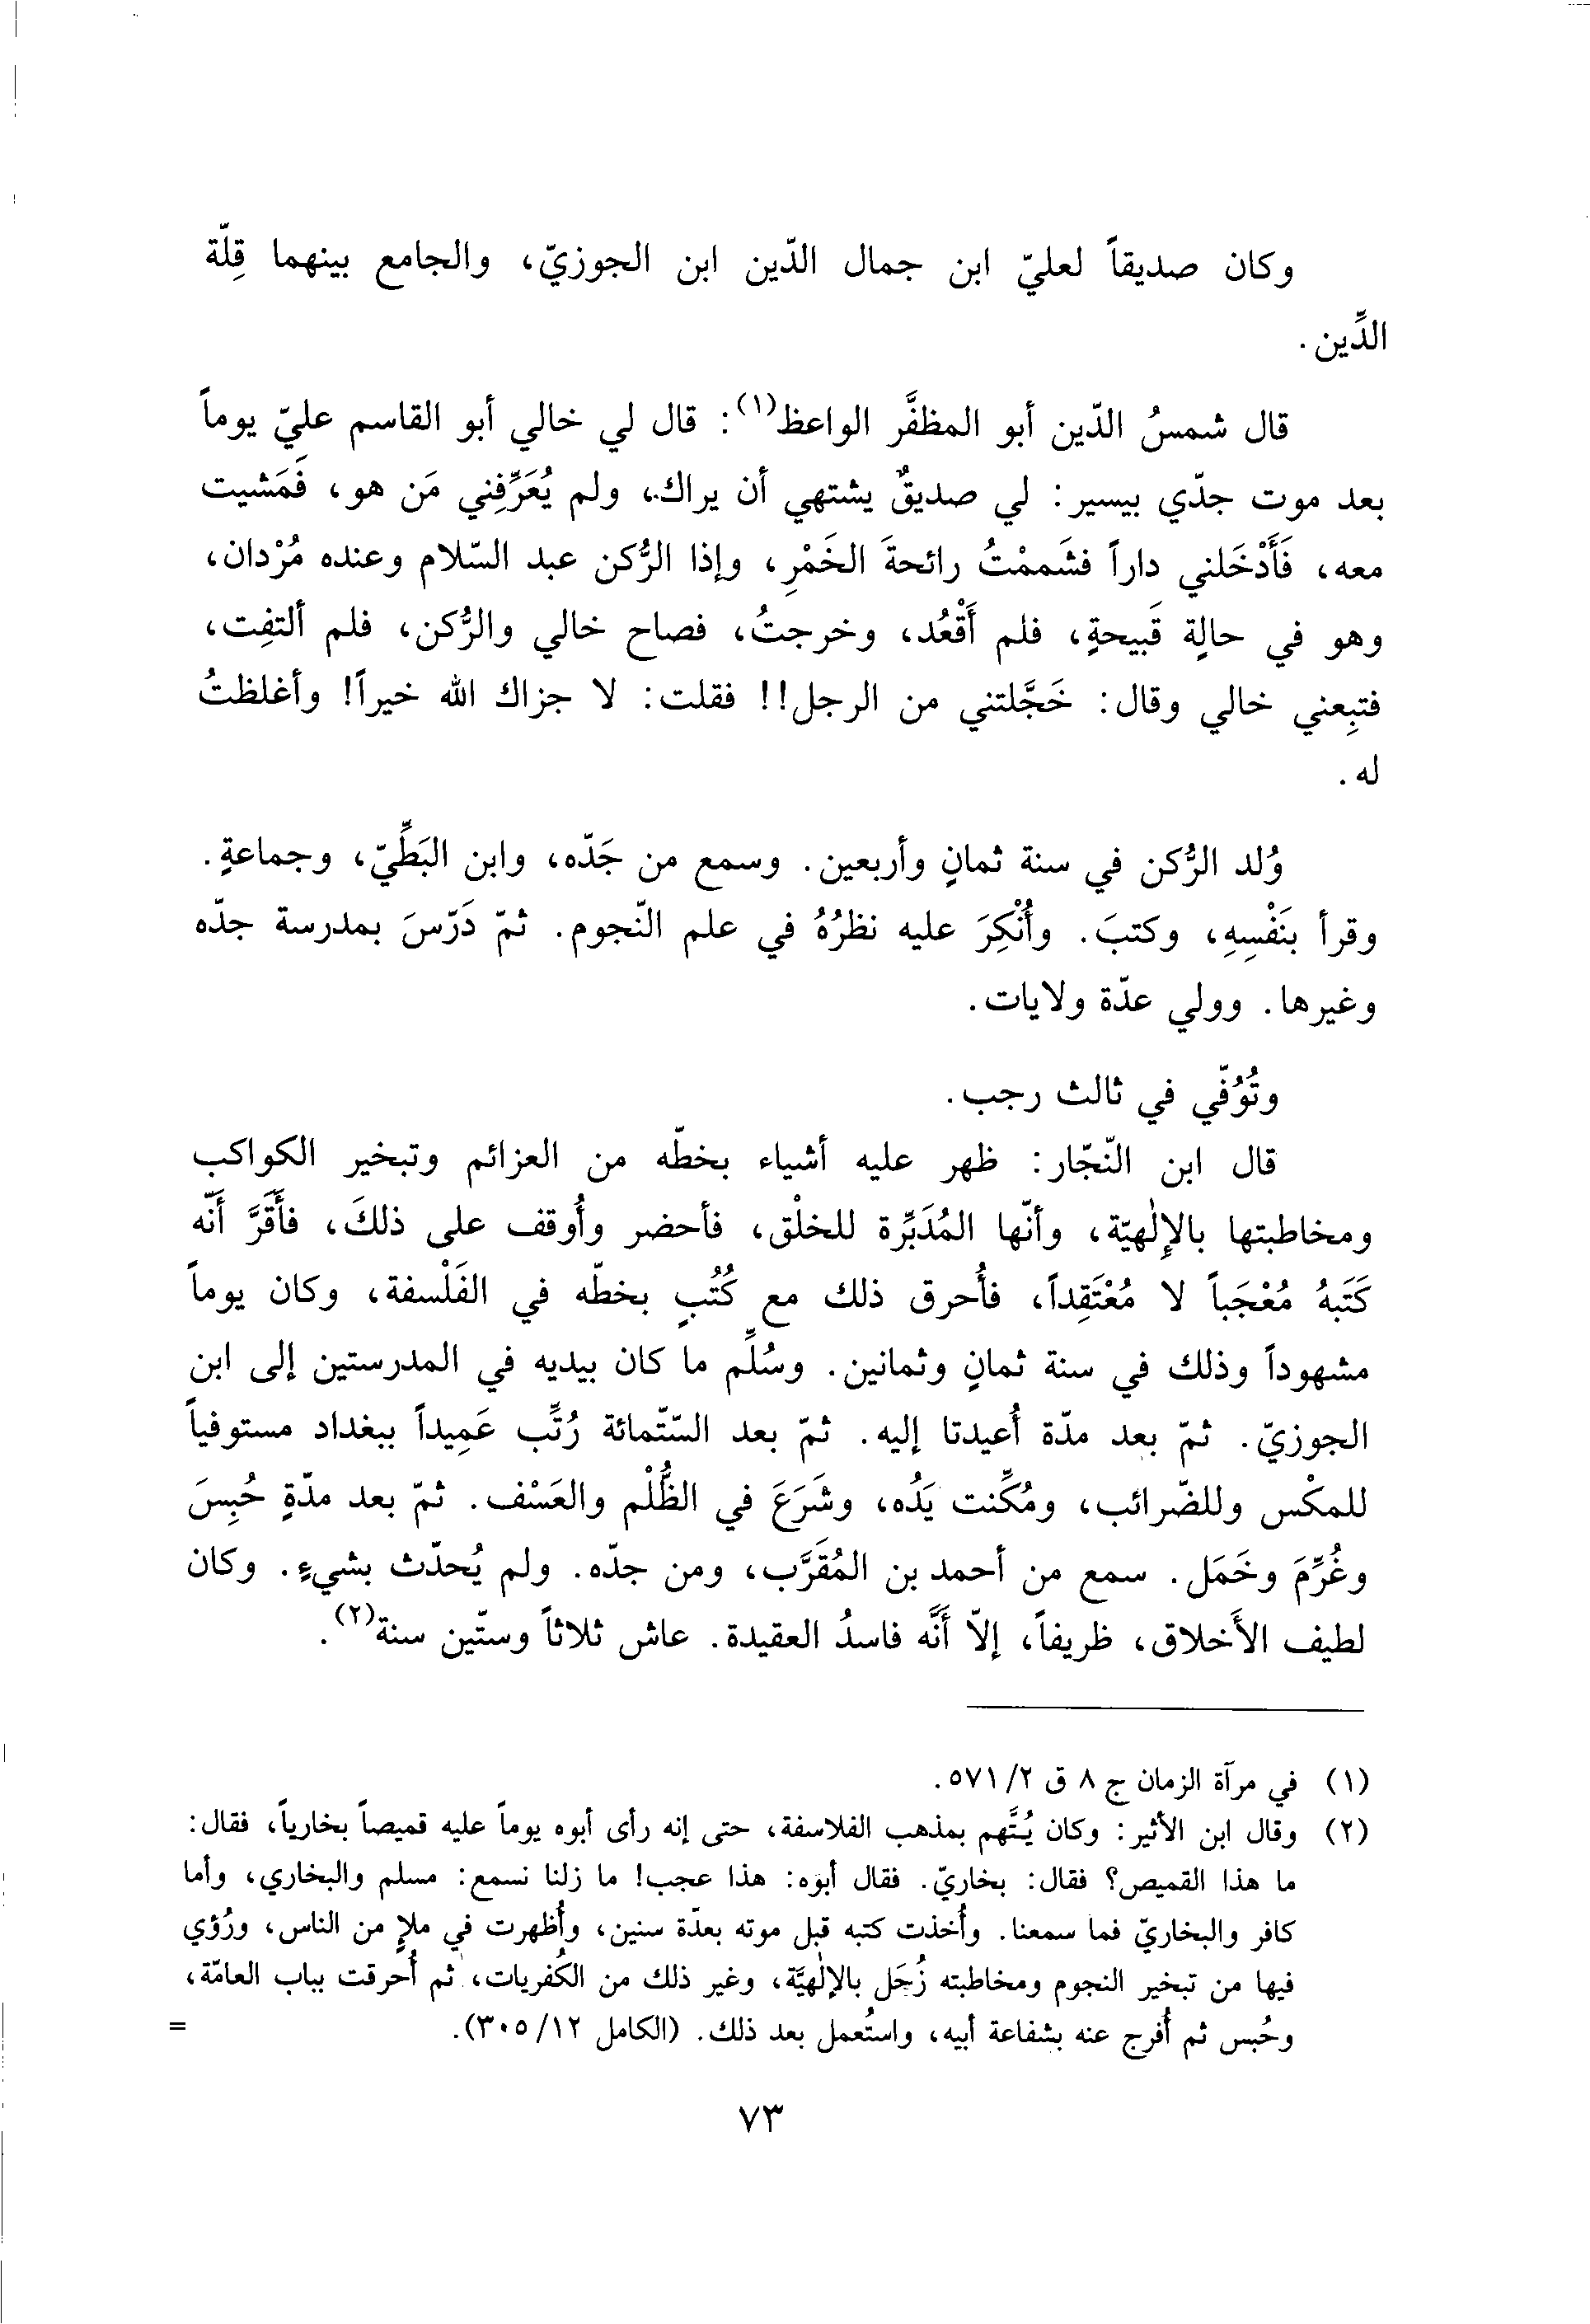 وكان صديقاً لعليّ ابن جمال الدّين ابن الجوزيّ، والجامع بينهما قِلّة
الدِّين.
قال شمسُ الدّين أبو المظفَّر الواعظ(١): قال لي خالي أبو القاسم عليّ يوماً
بعد موت جدّي بيسير: لي صديقٌ يشتهي أن يراك، ولم يُعَرِّفني مَن هو، فَمَشيت
معه، فَأَدْخَلني داراً فشَممْتُ رائحةَ الخَمْرِ، وإذا الرُّكن عبد السّلام وعنده مُرْدان،
وهو في حالٍة قَبيحةٍ، فلم أَقْعُد، وخرجتُ، فصاح خالي والرُّكن، فلم ألتفِت،
فتبِعني خالي وقال: خَجَّلتني من الرجل!! فقلت: لا جزاك الله خيراً! وأغلظتُ
له.
وُلد الرُّكن في سنة ثمانٍ وأربعين. وسمع من جَدّه، وابن البَطِّيّ، وجماعةٍ.
وقرأ بنَفْسِهِ، وكتبَ. وأُنْكِرَ عليه نظرُهُ في علم النّجوم. ثمّ دَرّسَ بمدرسة جدّه
وغيرها. وولي عدّة ولايات.
وتُوُفّي في ثالث رجب.
قال ابن النّجّار: ظهر عليه أشياء بخطّه من العزائم وتبخير الكواكب
ومخاطبتها بالإلٰهيّة، وأنّها المُدَبِّرة للخلْق، فأحضر وأُوقف على ذلكَ، فأَقَرَّ أَنّه
كَتَبهُ مُعْجَباً لا مُعْتَقِداً، فأُحرق ذلك مع كُتُبٍ بخطّه في الفَلْسفة، وكان يوماً
مشهوداً وذلك في سنة ثمانٍ وثمانين. وسُلِّم ما كان بيديه في المدرستين إلى ابن
الجوزيّ. ثمّ بعد مدّة أُعيدتا إليه. ثمّ بعد السّتّمائة رُتِّب عَمِيداً ببغداد مستوفياً
للمكْس وللضّرائب، ومُكِّنت يَدُه، وشَرَعَ في الظُّلْم والعَسْف. ثمّ بعد مدّةٍ حُبِسَ
وغُرِّمَ وخَمَل. سمع من أحمد بن المُقَرَّب، ومن جدّه. ولم يُحدّث بشيءٍ. وكان
لطيف الأَخلاق، ظريفاً، إلاّ أَنَّه فاسدُ العقيدة. عاش ثلاثاً وستّين سنة(٢).
(١) في مرآة الزمان ج ٨ ق ٢/ ٥٧١.
(٢) وقال ابن الأثير: وكان يُتَّهم بمذهب الفلاسفة، حتى إنه رأى أبوه يوماً عليه قميصاً بخارياً، فقال:
ما هذا القميص؟ فقال: بخاريّ. فقال أبوه: هذا عجب! ما زلنا نسمع: مسلم والبخاري، وأما
كافر والبخاريّ فما سمعنا. وأُخذت كتبه قبل موته بعدّة سنين، وأُظهرت في ملإٍ من الناس، ورُؤي
فيها من تبخير النجوم ومخاطبته زُحَل بالإلٰهيَّة، وغير ذلك من الكُفريات، ثم أُحرقت بباب العامّة،
وحُبس ثم أُفرج عنه بشفاعة أبيه، واستُعمل بعد ذلك. (الكامل ١٢/ ٣٠٥). =
٧٣